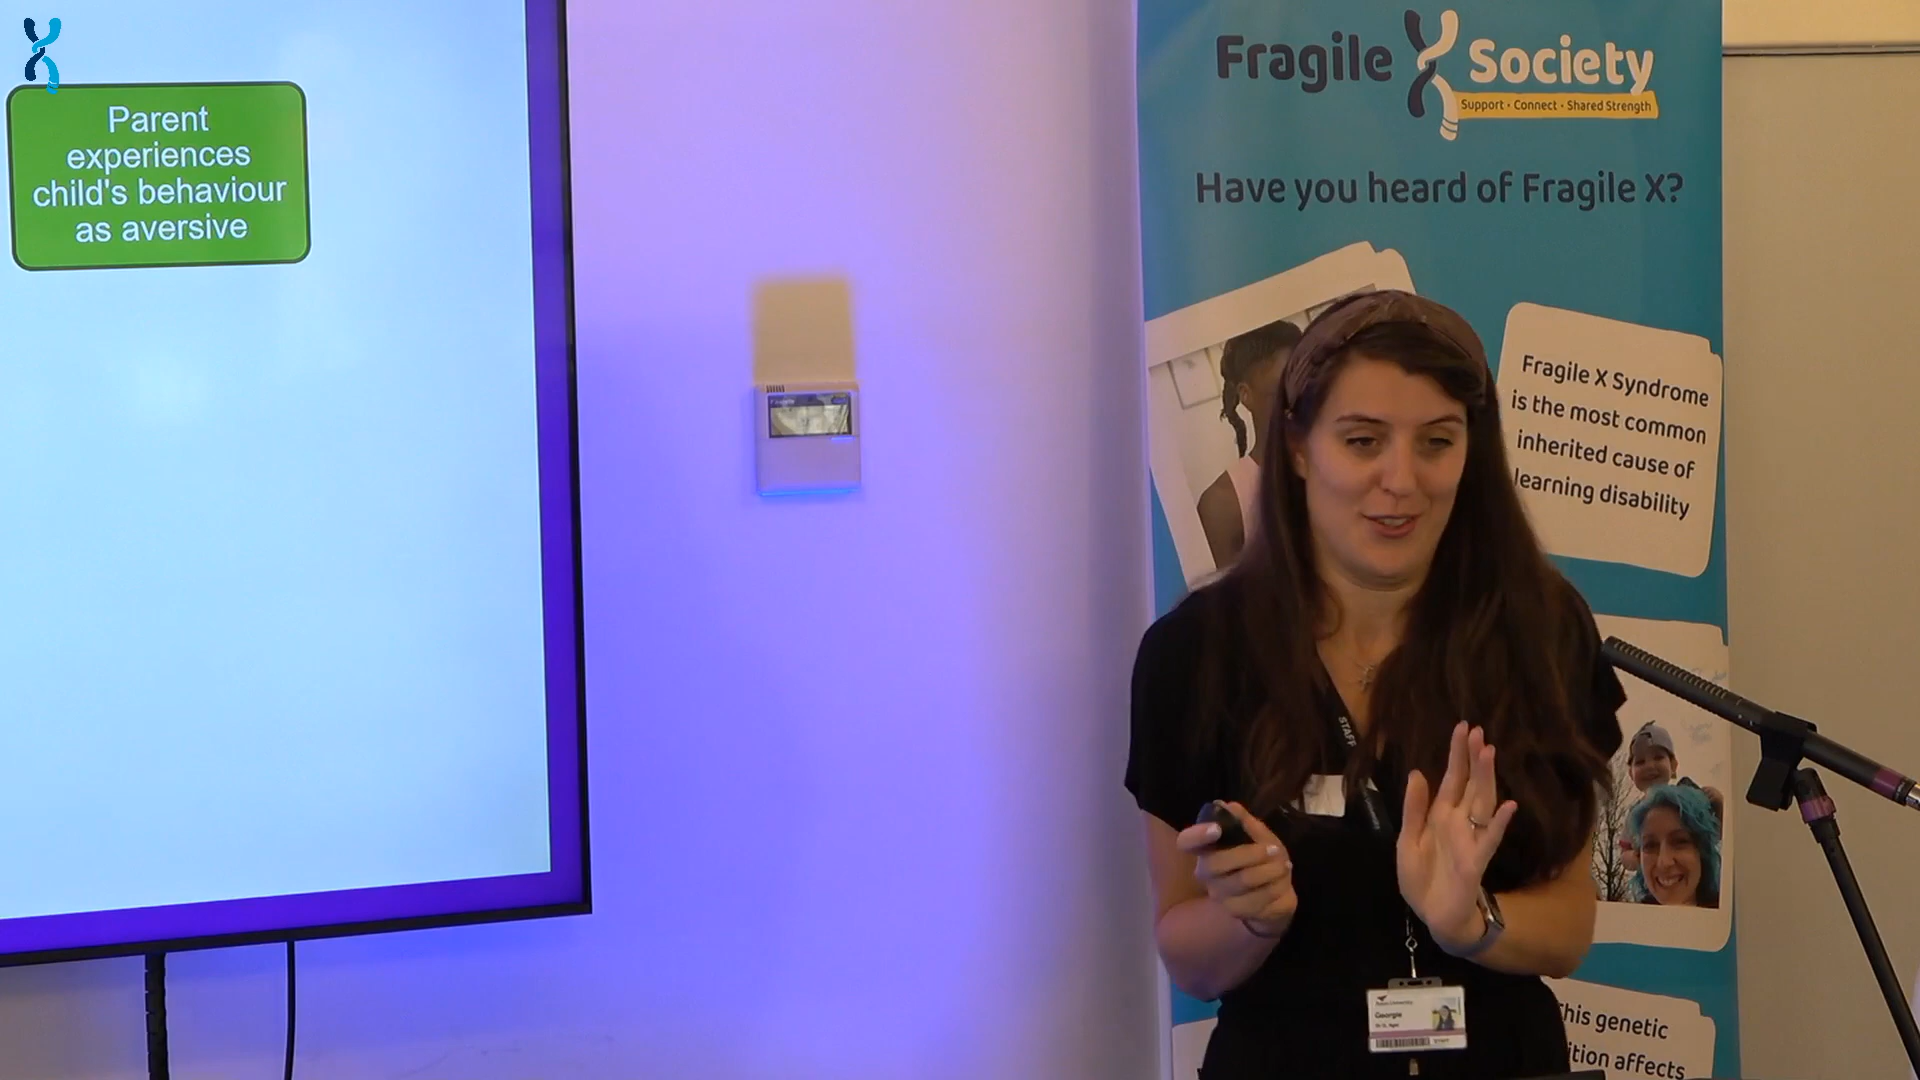 Parent
experiences
child's behaviour
as aversive
Fragile X Society
Support · Connect · Shared Strength
Have you heard of Fragile X?
Fragile X Syndrome
is the most common
inherited cause of
learning disability
STAFF
Georgie
his genetic
ition affects